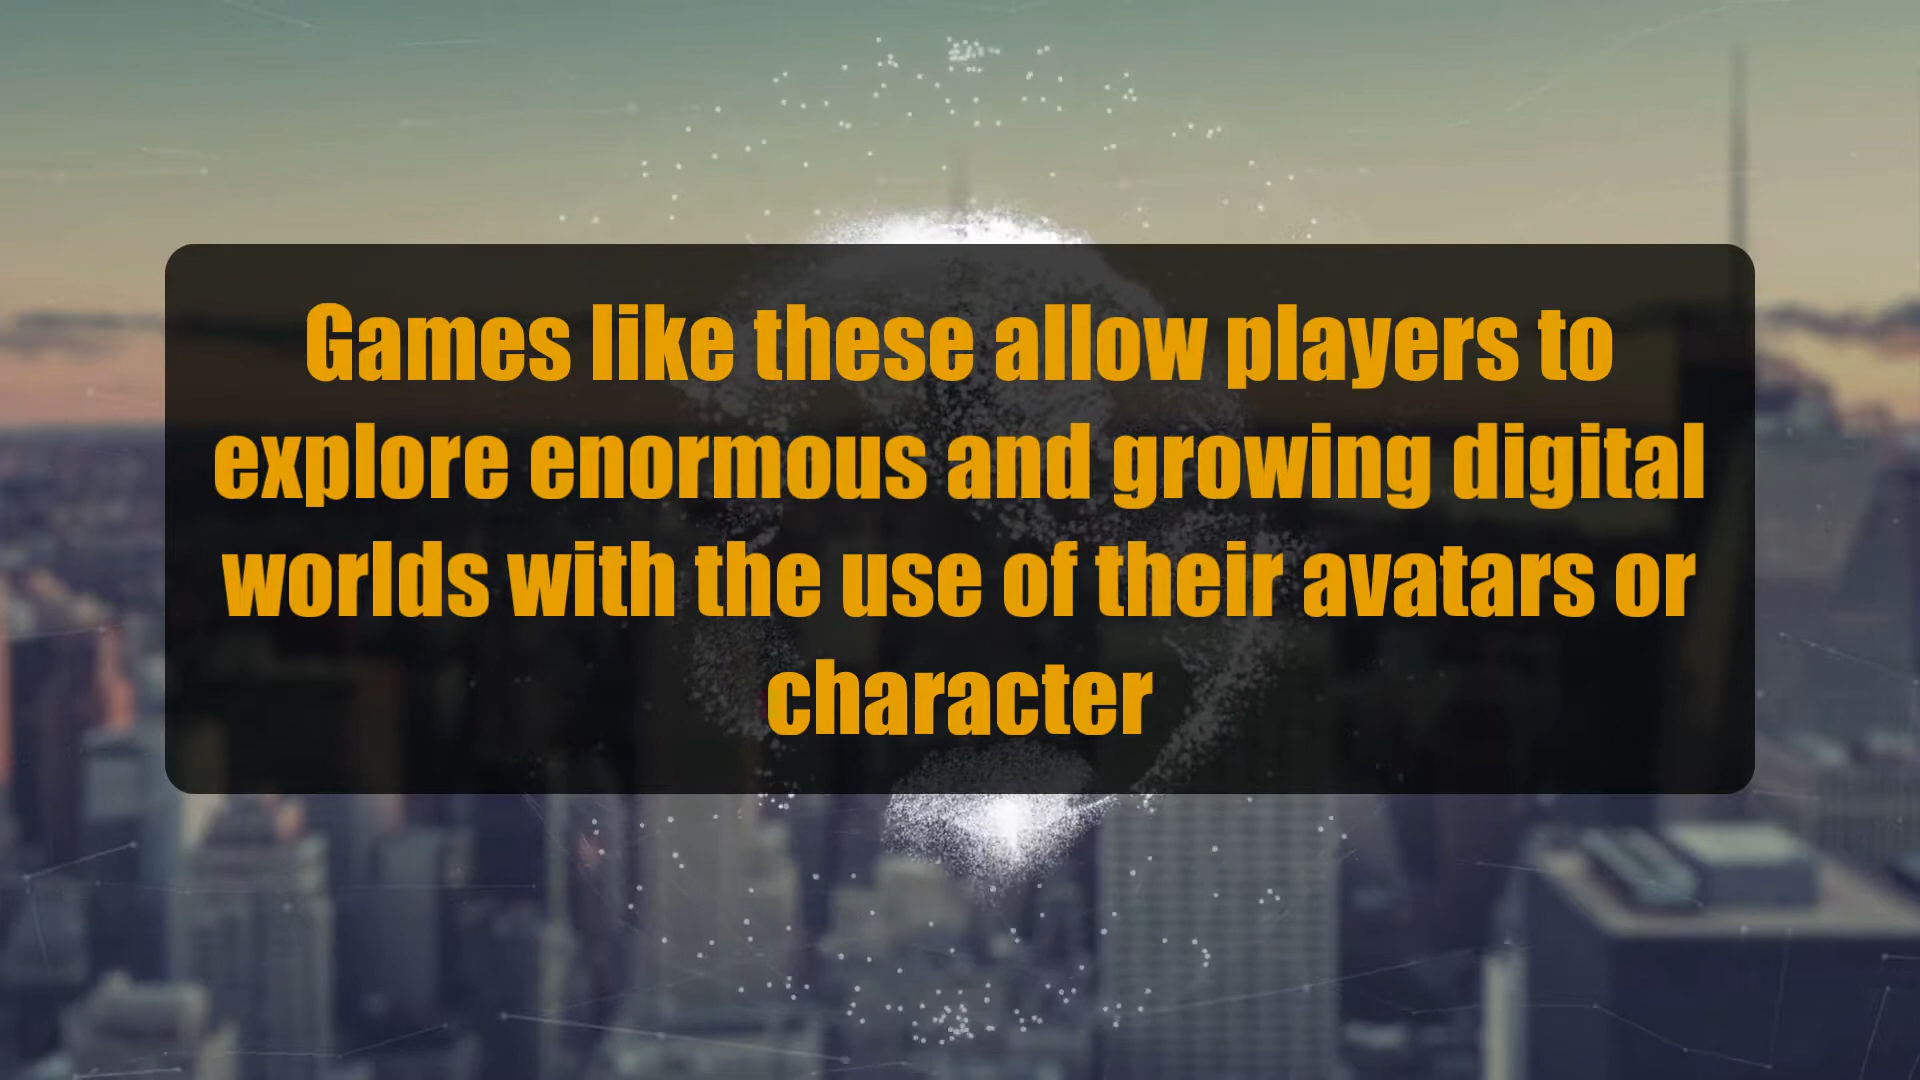 Games like these allow players to
explore enormous and growing digital
worlds with the use of their avatars or
character